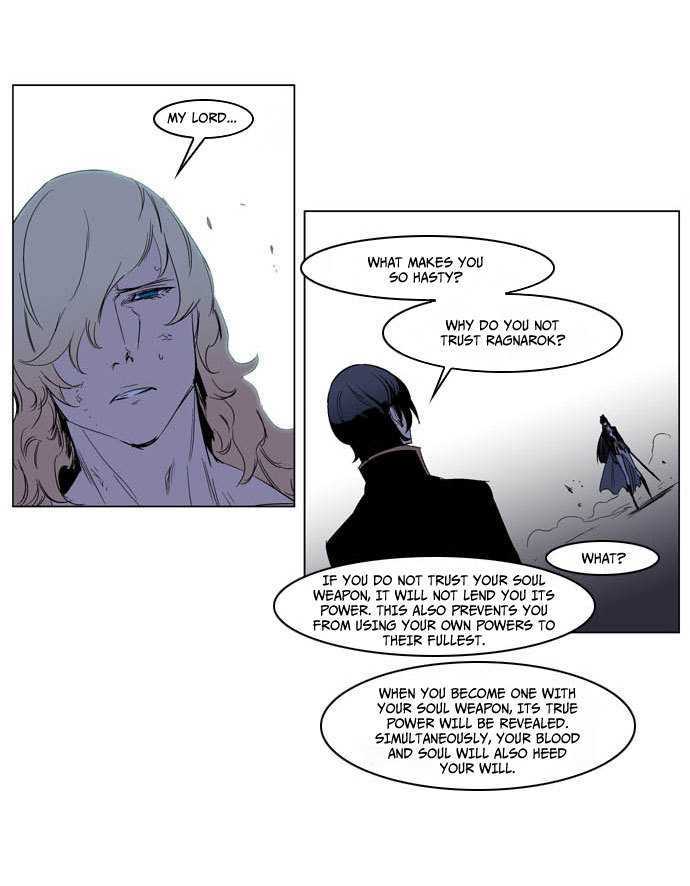 MY LORD...
WHAT MAKES YOU
SO HASTY?
WHY DO YOU NOT
TRUST RAGNAROK?
WHAT?
IF YOU DO NOT TRUST YOUR SOUL
WEAPON, IT WILL NOT LEND YOU ITS
POWER. THIS ALSO PREVENTS YOU
FROM USING YOUR OWN POWERS TO
THEIR FULLEST.
WHEN YOU BECOME ONE WITH
YOUR SOUL WEAPON, ITS TRUE
POWER WILL BE REVEALED.
SIMULTANEOUSLY, YOUR BLOOD
AND SOUL WILL ALSO HEED
YOUR WILL.